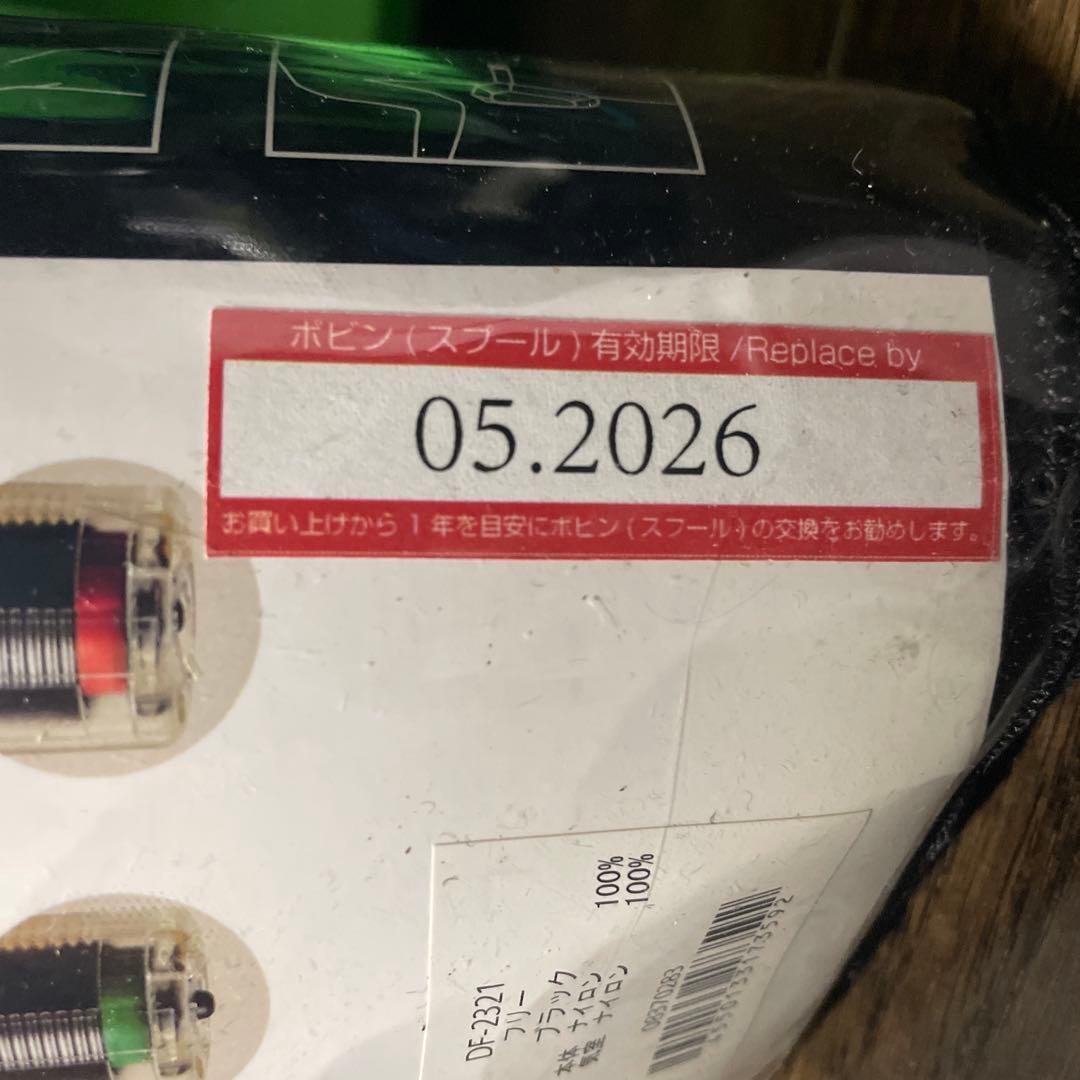 ボビン(スプール)有効期限/Replace by
05.2026
お買い上げから1年を目安にボビン(スプール)の交換をお勧めします。
DF-2321
フリー
ブラック
本体 ナイロン 100%
気室 ナイロン 100%
08370283